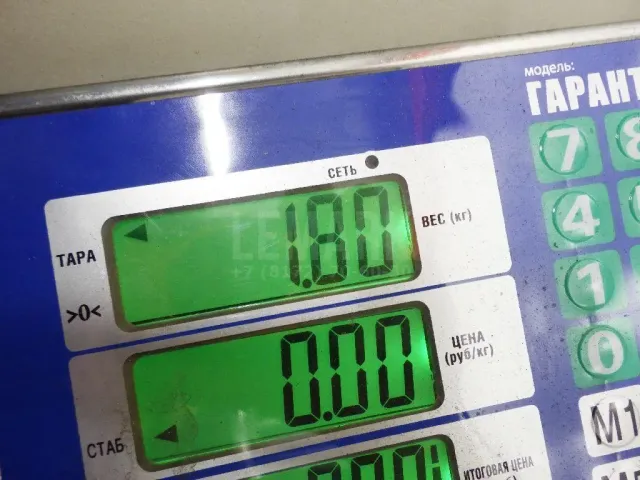 модель:
ГАРАНТ
7
8
СЕТЬ
4
ТАРА
1.80
ВЕС (кг)
>0<
1
0.00
ЦЕНА
(руб/кг)
0
СТАБ
M1
ИТОГОВАЯ ЦЕНА